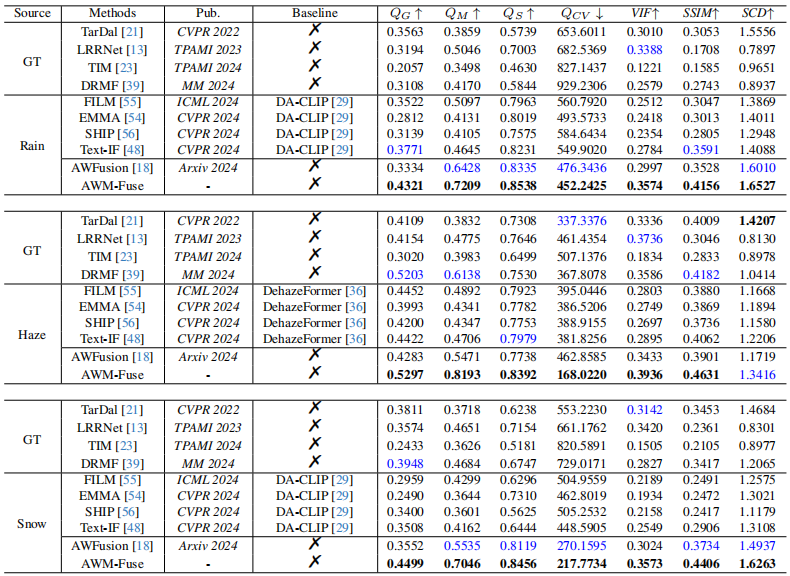 Source Methods Pub. Baseline Q_G ↑ Q_M ↑ Q_S ↑ Q_CV ↓ VIF↑ SSIM↑ SCD↑
GT
TarDal [21] CVPR 2022 ✗ 0.3563 0.3859 0.5739 653.6011 0.3010 0.3053 1.5556
LRRNet [13] TPAMI 2023 ✗ 0.3194 0.5046 0.7003 682.5369 0.3388 0.1708 0.7897
TIM [23] TPAMI 2024 ✗ 0.2057 0.3498 0.4630 827.1437 0.1221 0.1585 0.9651
DRMF [39] MM 2024 ✗ 0.3108 0.4170 0.5844 929.2306 0.2579 0.2743 0.8937
Rain
FILM [55] ICML 2024 DA-CLIP [29] 0.3522 0.5097 0.7963 560.7920 0.2512 0.3047 1.3869
EMMA [54] CVPR 2024 DA-CLIP [29] 0.2812 0.4131 0.8019 493.5733 0.2418 0.3013 1.4011
SHIP [56] CVPR 2024 DA-CLIP [29] 0.3139 0.4105 0.7575 584.6434 0.2354 0.2805 1.2948
Text-IF [48] CVPR 2024 DA-CLIP [29] 0.3771 0.4645 0.8231 549.9020 0.2784 0.3591 1.4088
AWFusion [18] Arxiv 2024 ✗ 0.3334 0.6428 0.8335 476.3436 0.2997 0.3528 1.6010
AWM-Fuse - ✗ 0.4321 0.7209 0.8538 452.2425 0.3574 0.4156 1.6527
GT
TarDal [21] CVPR 2022 ✗ 0.4109 0.3832 0.7308 337.3376 0.3336 0.4009 1.4207
LRRNet [13] TPAMI 2023 ✗ 0.4154 0.4775 0.7646 461.4354 0.3736 0.3046 0.8130
TIM [23] TPAMI 2024 ✗ 0.3020 0.3983 0.6499 507.1376 0.1834 0.2833 0.8978
DRMF [39] MM 2024 ✗ 0.5203 0.6138 0.7530 367.8078 0.3586 0.4182 1.0414
Haze
FILM [55] ICML 2024 DehazeFormer [36] 0.4452 0.4892 0.7923 395.0446 0.2803 0.3880 1.1668
EMMA [54] CVPR 2024 DehazeFormer [36] 0.3993 0.4341 0.7782 386.5206 0.2749 0.3869 1.1894
SHIP [56] CVPR 2024 DehazeFormer [36] 0.4200 0.4347 0.7753 388.9155 0.2697 0.3736 1.1580
Text-IF [48] CVPR 2024 DehazeFormer [36] 0.4422 0.4706 0.7979 381.8256 0.2895 0.4062 1.2206
AWFusion [18] Arxiv 2024 ✗ 0.4283 0.5471 0.7738 462.8585 0.3433 0.3901 1.1719
AWM-Fuse - ✗ 0.5297 0.8193 0.8392 168.0220 0.3936 0.4631 1.3416
GT
TarDal [21] CVPR 2022 ✗ 0.3811 0.3718 0.6238 553.2230 0.3142 0.3453 1.4684
LRRNet [13] TPAMI 2023 ✗ 0.3574 0.4651 0.7154 661.1762 0.3420 0.2361 0.8301
TIM [23] TPAMI 2024 ✗ 0.2433 0.3626 0.5181 820.5891 0.1505 0.2105 0.8977
DRMF [39] MM 2024 ✗ 0.3948 0.4684 0.6747 729.0171 0.2827 0.3417 1.2065
Snow
FILM [55] ICML 2024 DA-CLIP [29] 0.2959 0.4299 0.6296 504.9559 0.2189 0.2491 1.2575
EMMA [54] CVPR 2024 DA-CLIP [29] 0.2490 0.3644 0.7310 462.8019 0.1934 0.2472 1.3021
SHIP [56] CVPR 2024 DA-CLIP [29] 0.3400 0.3601 0.5625 505.2532 0.2158 0.2417 1.1179
Text-IF [48] CVPR 2024 DA-CLIP [29] 0.3508 0.4162 0.6444 448.5905 0.2549 0.2906 1.3108
AWFusion [18] Arxiv 2024 ✗ 0.3552 0.5535 0.8119 270.1595 0.3024 0.3734 1.4937
AWM-Fuse - ✗ 0.4499 0.7046 0.8456 217.7734 0.3573 0.4406 1.6263